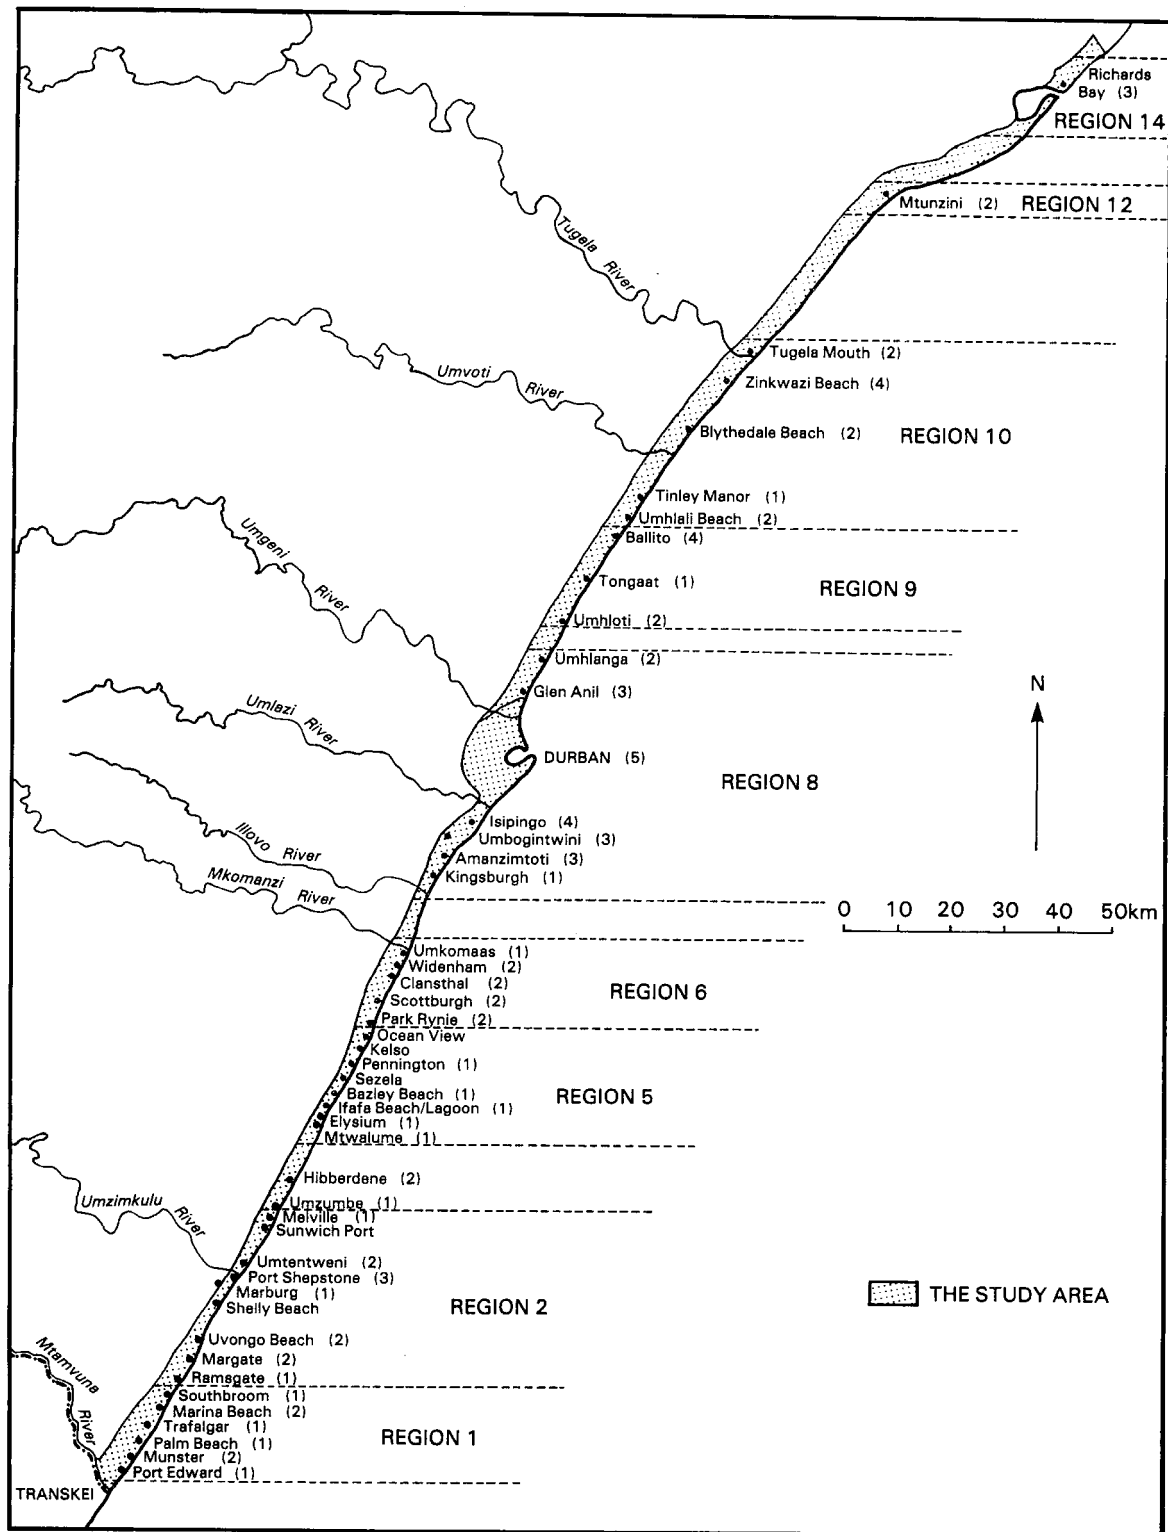 Richards
Bay (3)
REGION 14
Mtunzini (2)
REGION 12
Tugela
River
Tugela Mouth (2)
Zinkwazi Beach (4)
Umvoti
River
Blythedale Beach (2)
REGION 10
Tinley Manor (1)
Umhlali Beach (2)
Ballito (4)
Umgeni
River
Tongaat (1)
REGION 9
Umhloti (2)
Umhlanga (2)
Glen Anil (3)
N
Umlazi River
DURBAN (5)
REGION 8
Isipingo (4)
Umbogintwini (3)
Illovo River
Amanzimtoti (3)
Mkomanzi River
Kingsburgh (1)
0 10 20 30 40 50km
Umkomaas (1)
Widenham (2)
Clansthal (2)
REGION 6
Scottburgh (2)
Park Rynie (2)
Ocean View
Kelso
Pennington (1)
Sezela
Bazley Beach (1)
REGION 5
Ifafa Beach/Lagoon (1)
Elysium (1)
Mtwalume (1)
Hibberdene (2)
Umzimkulu
River
Umzumbe (1)
Melville (1)
Sunwich Port
Umtentweni (2)
Port Shepstone (3)
Marburg (1)
THE STUDY AREA
Shelly Beach
REGION 2
Uvongo Beach (2)
Mtamvuna
River
Margate (2)
Ramsgate (1)
Southbroom (1)
Marina Beach (2)
Trafalgar (1)
REGION 1
Palm Beach (1)
Munster (2)
Port Edward (1)
TRANSKEI